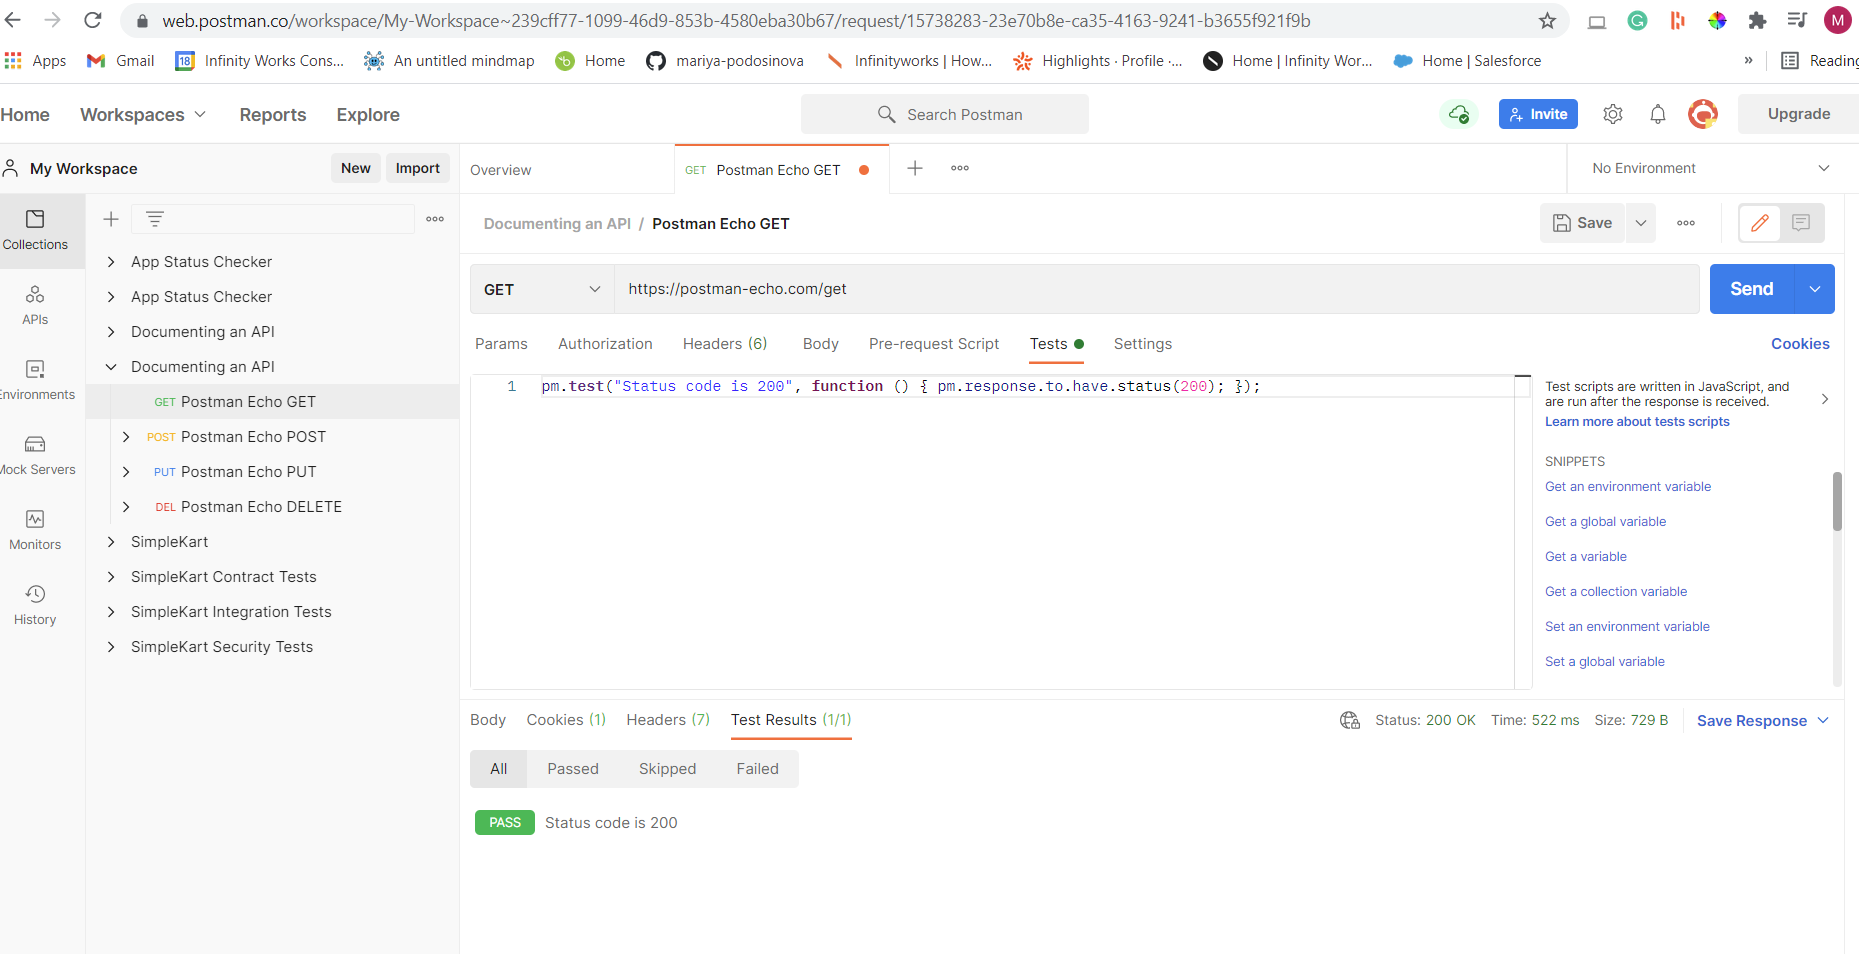 web.postman.co/workspace/My-Workspace~239cff77-1099-46d9-853b-4580eba30b67/request/15738283-23e70b8e-ca35-4163-9241-b3655f921f9b M
Apps Gmail 18 Infinity Works Cons... An untitled mindmap Home mariya-podosinova Infinityworks | How... Highlights · Profile ·... Home | Infinity Wor... Home | Salesforce » Reading
Home Workspaces Reports Explore Search Postman Invite Upgrade
My Workspace New Import Overview GET Postman Echo GET No Environment
Collections
APIs
Environments
Mock Servers
Monitors
History
App Status Checker
App Status Checker
Documenting an API
Documenting an API
GET Postman Echo GET
POST Postman Echo POST
PUT Postman Echo PUT
DEL Postman Echo DELETE
SimpleKart
SimpleKart Contract Tests
SimpleKart Integration Tests
SimpleKart Security Tests
Documenting an API / Postman Echo GET Save
GET https://postman-echo.com/get Send
Params Authorization Headers (6) Body Pre-request Script Tests Settings Cookies
1 pm.test("Status code is 200", function () { pm.response.to.have.status(200); });
Test scripts are written in JavaScript, and
are run after the response is received.
Learn more about tests scripts
SNIPPETS
Get an environment variable
Get a global variable
Get a variable
Get a collection variable
Set an environment variable
Set a global variable
Body Cookies (1) Headers (7) Test Results (1/1) Status: 200 OK Time: 522 ms Size: 729 B Save Response
All Passed Skipped Failed
PASS Status code is 200